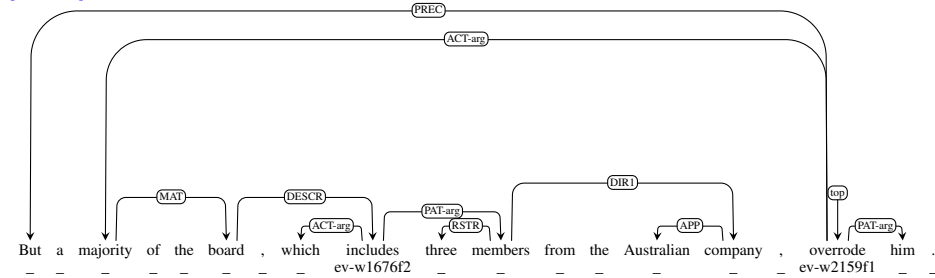 PREC
ACT-arg
top
MAT DESCR DIR1
PAT-arg
ACT-arg RSTR APP PAT-arg
But a majority of the board , which includes three members from the Australian company , overrode him .
ev-w1676f2 ev-w2159f1
_ _ _ _ _ _ _ _ _ _ _ _ _ _ _ _ _ _ _